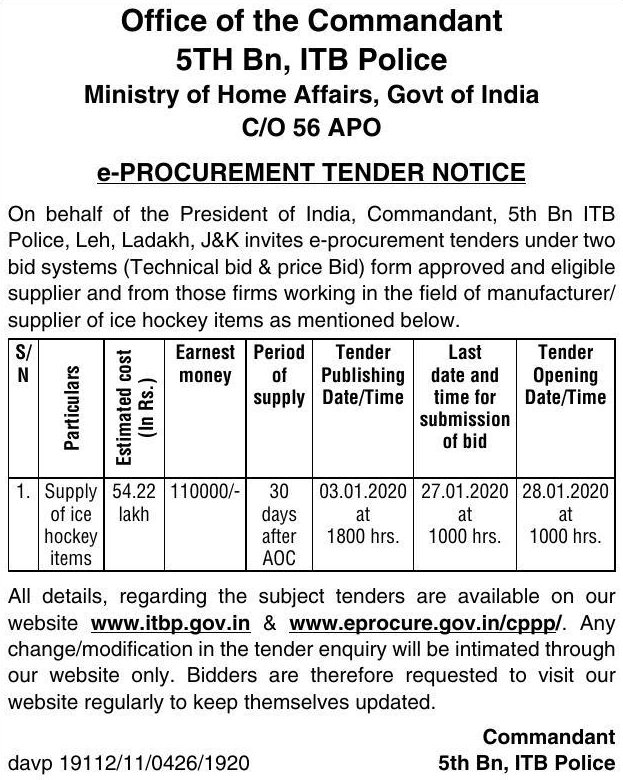 Office of the Commandant
5TH Bn, ITB Police
Ministry of Home Affairs, Govt of India
C/O 56 APO
e-PROCUREMENT TENDER NOTICE
On behalf of the President of India, Commandant, 5th Bn ITB
Police, Leh, Ladakh, J&K invites e-procurement tenders under two
bid systems (Technical bid & price Bid) form approved and eligible
supplier and from those firms working in the field of manufacturer/
supplier of ice hockey items as mentioned below.
S/ N Particulars Estimated cost (In Rs.) Earnest money Period of supply Tender Publishing Date/Time Last date and time for submission of bid Tender Opening Date/Time
1. Supply 54.22 110000/- 30 03.01.2020 27.01.2020 28.01.2020
of ice lakh days at at at
hockey after 1800 hrs. 1000 hrs. 1000 hrs.
items AOC
All details, regarding the subject tenders are available on our
website www.itbp.gov.in & www.eprocure.gov.in/cppp/. Any
change/modification in the tender enquiry will be intimated through
our website only. Bidders are therefore requested to visit our
website regularly to keep themselves updated.
Commandant
davp 19112/11/0426/1920 5th Bn, ITB Police